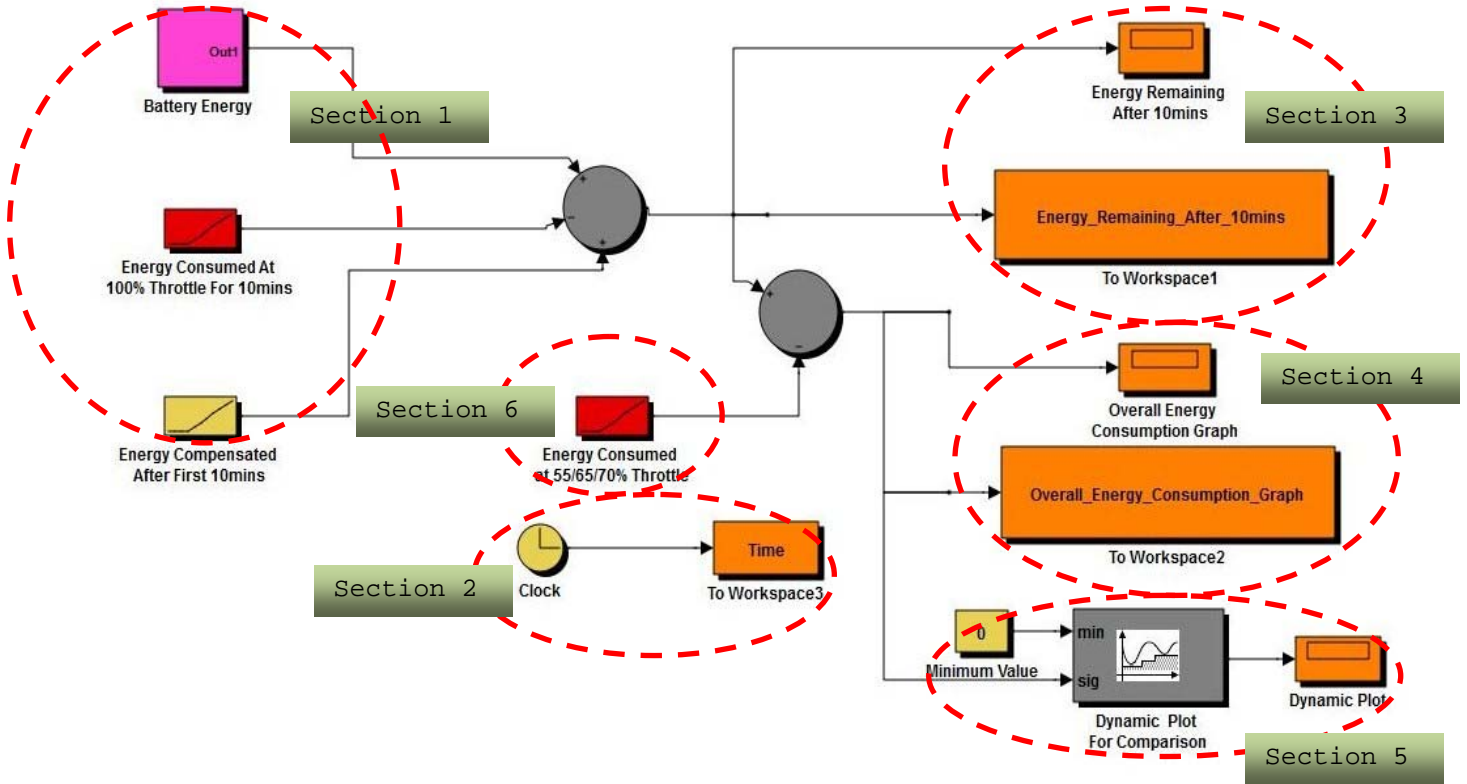 Out1
Battery Energy
Section 1
Energy Consumed At
100% Throttle For 10mins
Energy Compensated
After First 10mins
+
−
+
Section 6
Energy Consumed
at 55/65/70% Throttle
+
−
Section 2
Clock
Time
To Workspace3
Energy Remaining
After 10mins
Section 3
Energy_Remaining_After_10mins
To Workspace1
Overall Energy
Consumption Graph
Section 4
Overall_Energy_Consumption_Graph
To Workspace2
0
Minimum Value
min
sig
Dynamic Plot
For Comparison
Dynamic Plot
Section 5